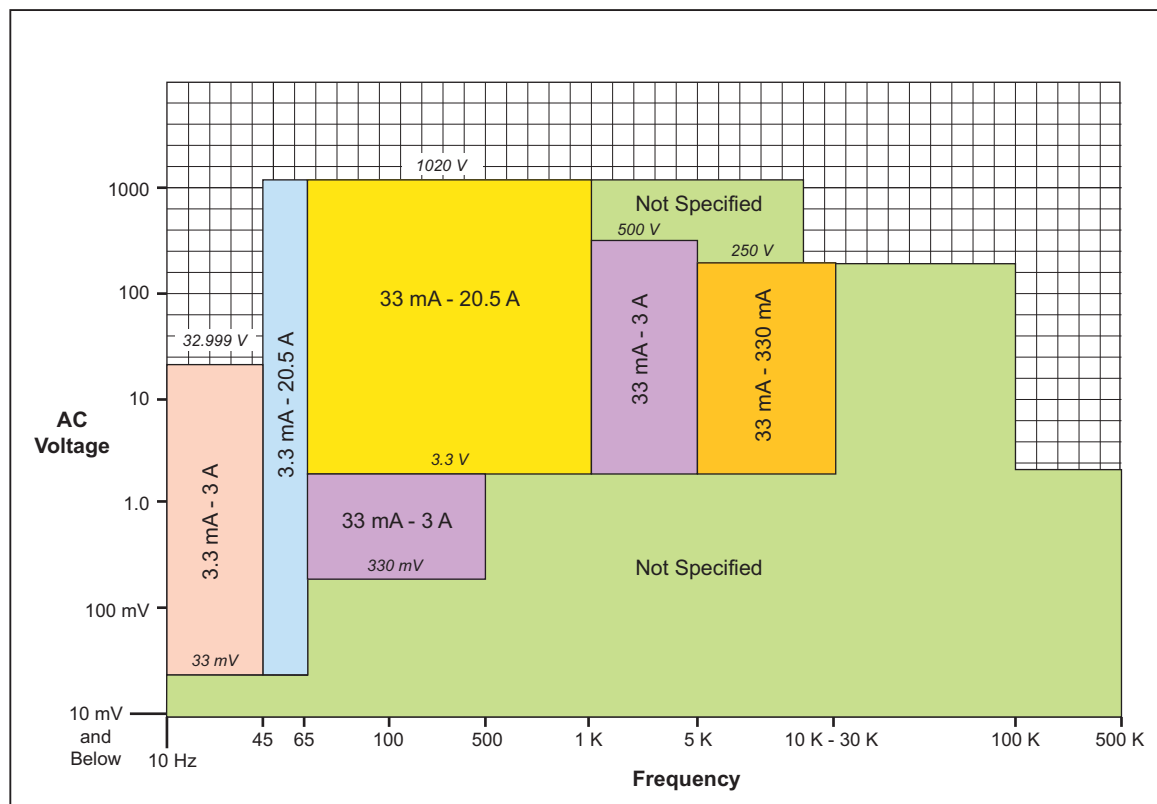 1020 V
1000
Not Specified
500 V
250 V
100
33 mA - 20.5 A
33 mA - 3 A
33 mA - 330 mA
32.999 V
3.3 mA - 20.5 A
10
AC
Voltage
3.3 V
3.3 mA - 3 A
1.0
33 mA - 3 A
330 mV
Not Specified
100 mV
33 mV
10 mV
and
Below
10 Hz
45
65
100
500
1 K
5 K
10 K - 30 K
100 K
500 K
Frequency